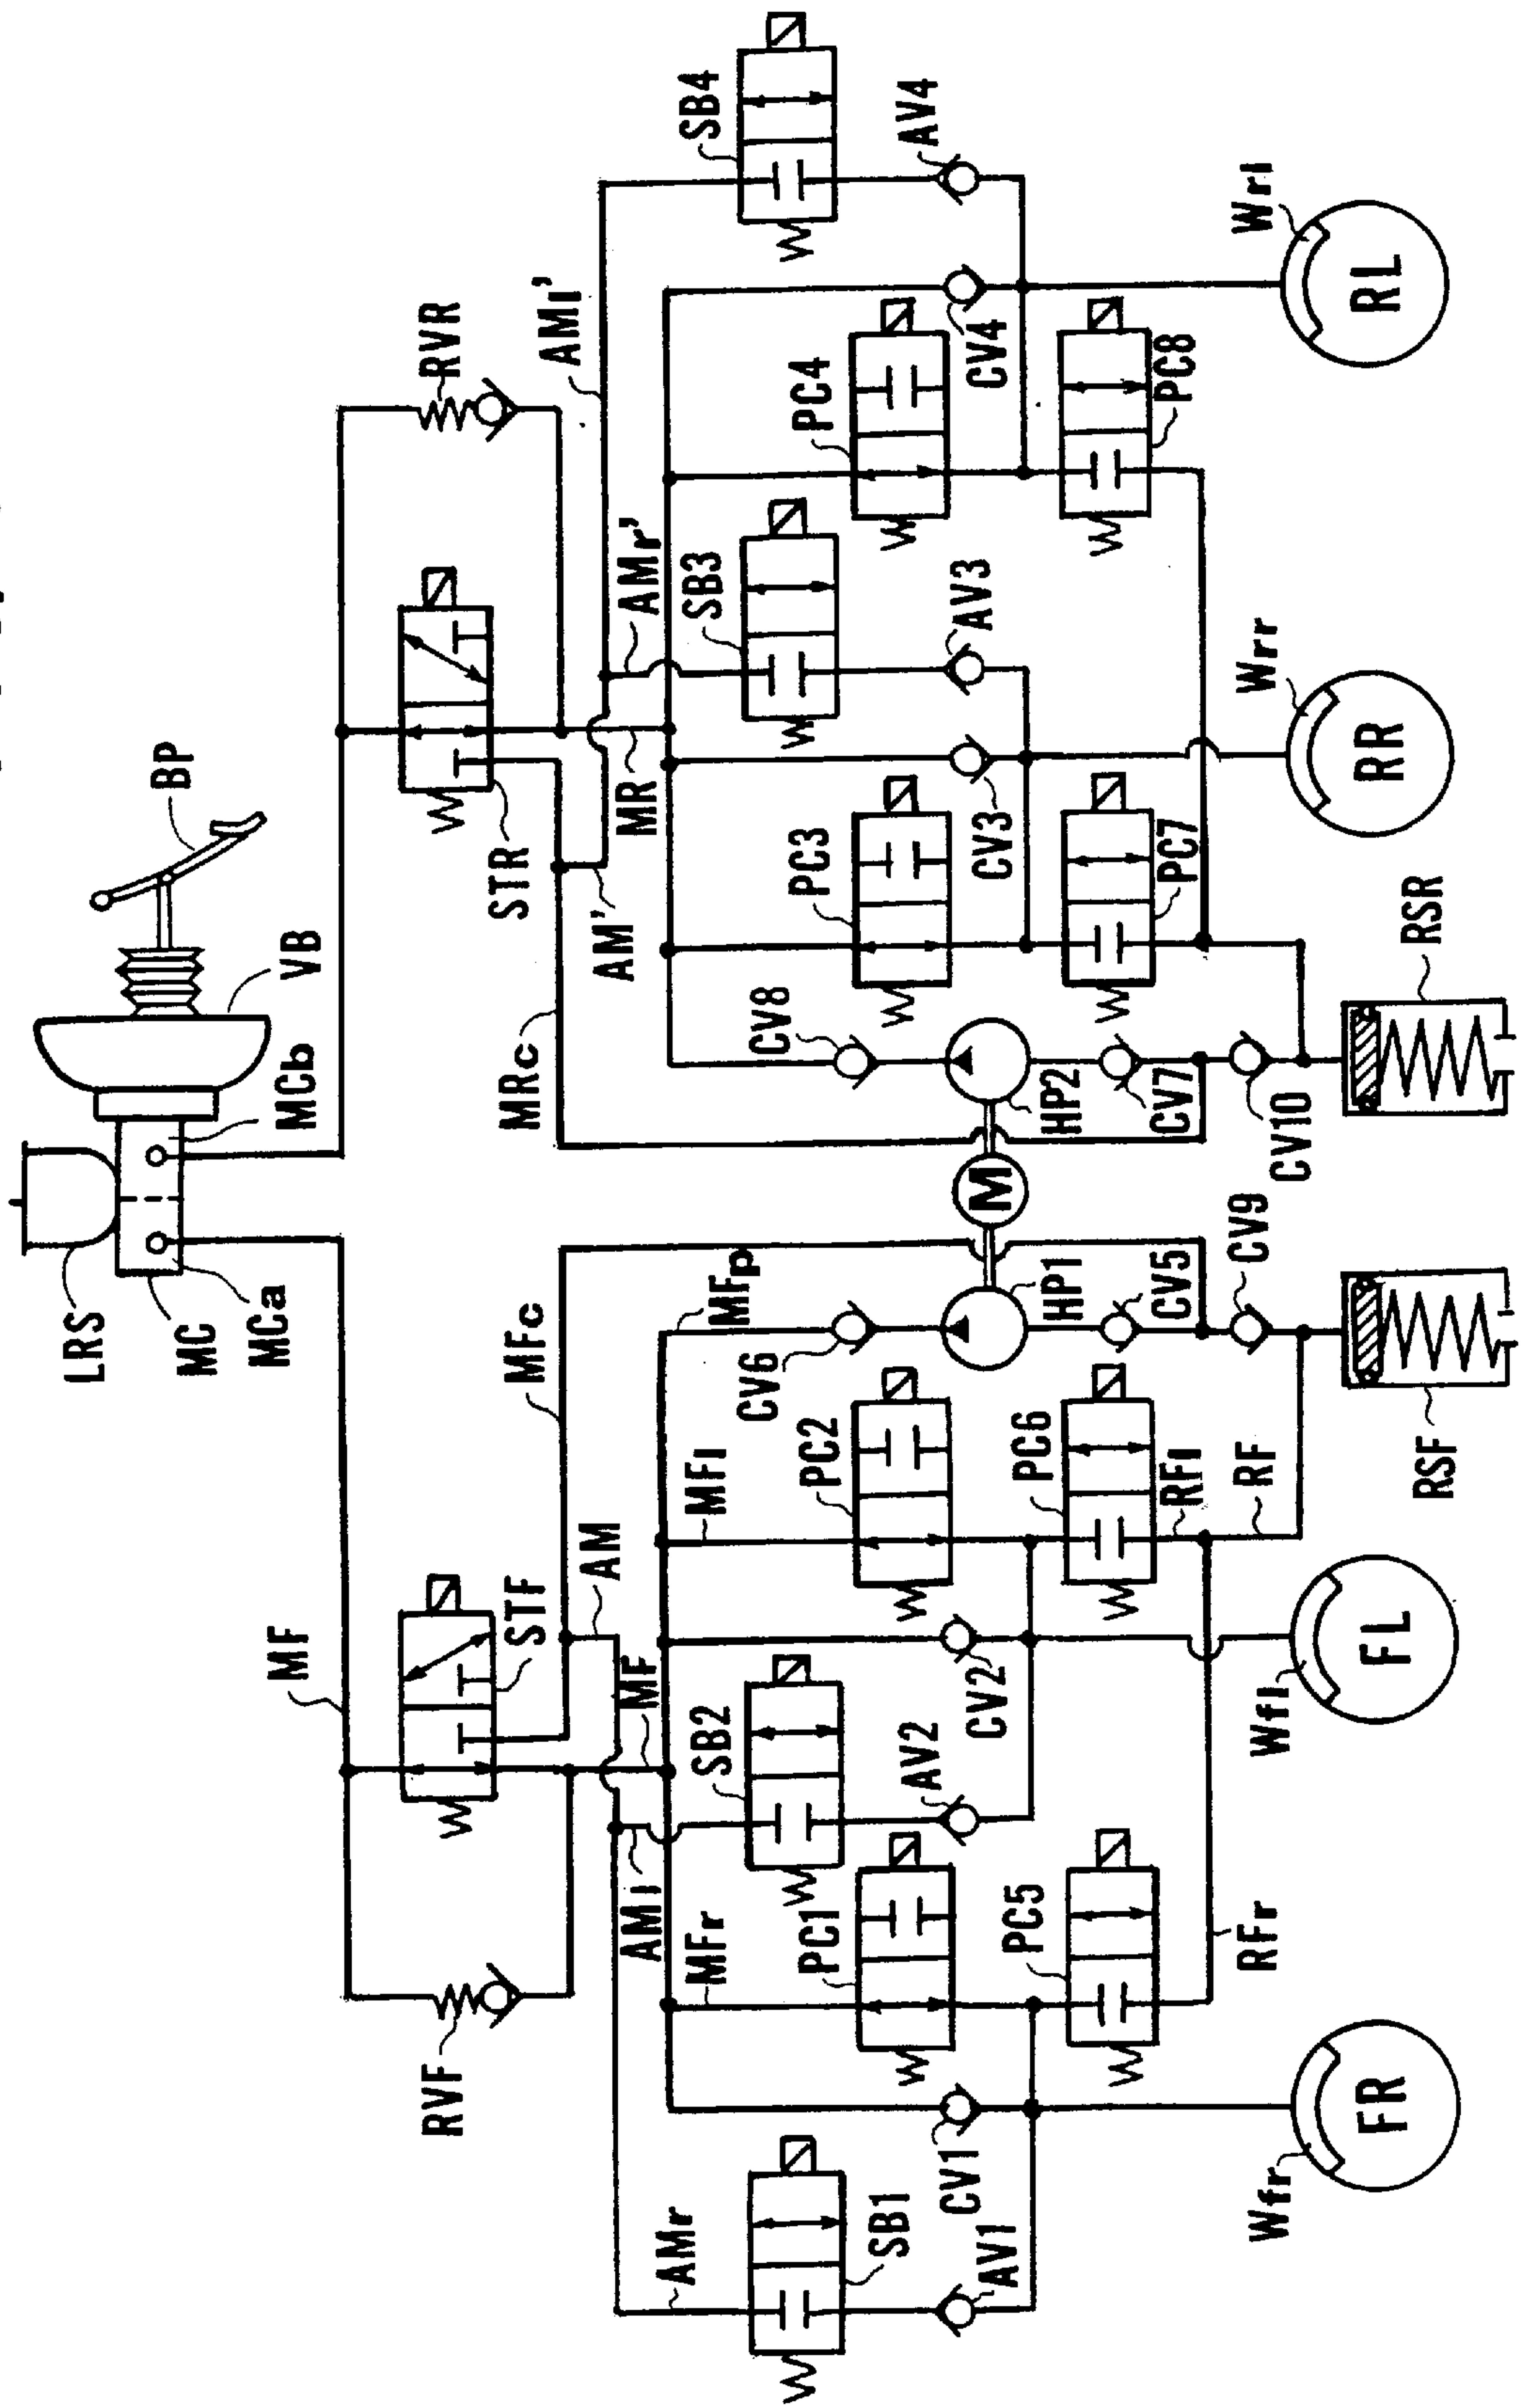 LRS
MC
MCa
MCb
VB
BP
MF
MFc
STF
RVF
AM
MF
AMl
AMr
MFr
MFl
MFp
SB1
SB2
PC1
PC2
CV1
CV2
AV1
AV2
PC5
PC6
RFl
RF
RFr
CV6
HP1
CV5
CV9
M
RSF
Wfr
FR
Wfl
FL
MRc
STR
RVR
AM'
MR
AMr'
AMl'
SB3
SB4
CV8
PC3
PC4
CV3
CV4
AV3
AV4
PC7
PC8
HP2
CV7
CV10
RSR
Wrr
RR
Wrl
RL